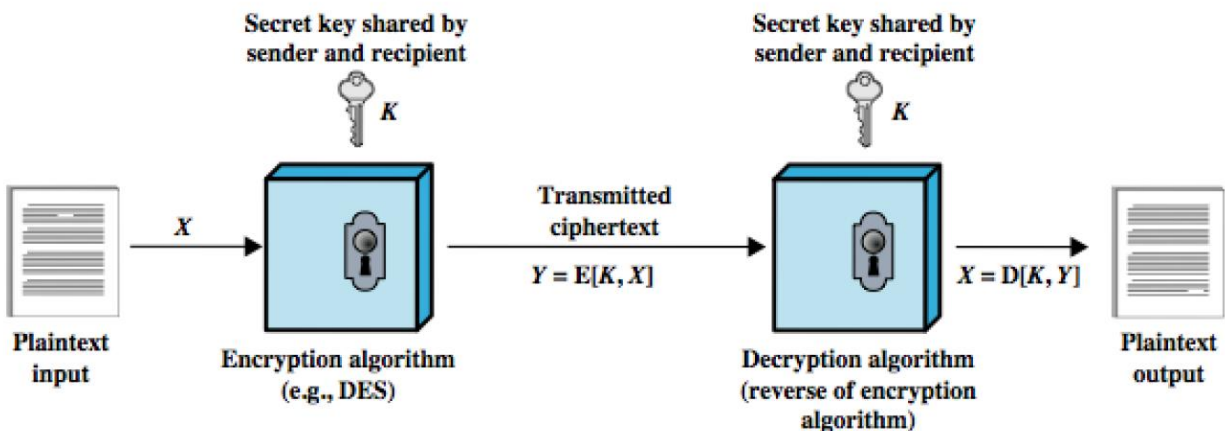 Secret key shared by
sender and recipient
K
Secret key shared by
sender and recipient
K
X
Transmitted
ciphertext
Y = E[K, X]
X = D[K, Y]
Plaintext
input
Encryption algorithm
(e.g., DES)
Decryption algorithm
(reverse of encryption
algorithm)
Plaintext
output